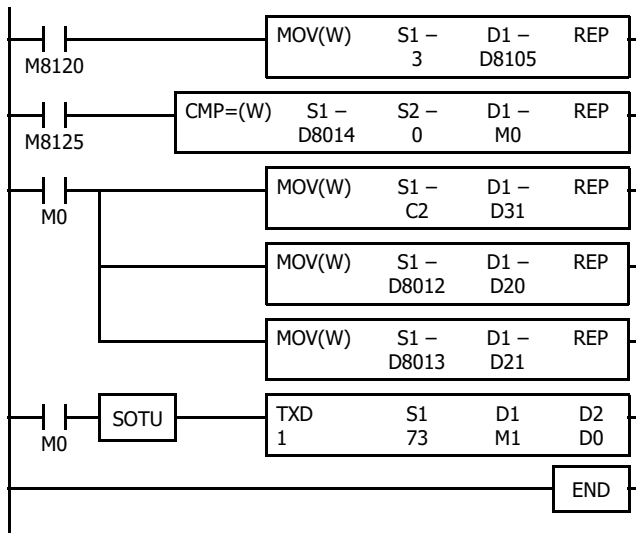 MOV(W) S1 – D1 – REP
3 D8105
M8120
CMP=(W) S1 – S2 – D1 – REP
D8014 0 M0
M8125
MOV(W) S1 – D1 – REP
C2 D31
M0
MOV(W) S1 – D1 – REP
D8012 D20
MOV(W) S1 – D1 – REP
D8013 D21
SOTU
TXD S1 D1 D2
1 73 M1 D0
M0
END